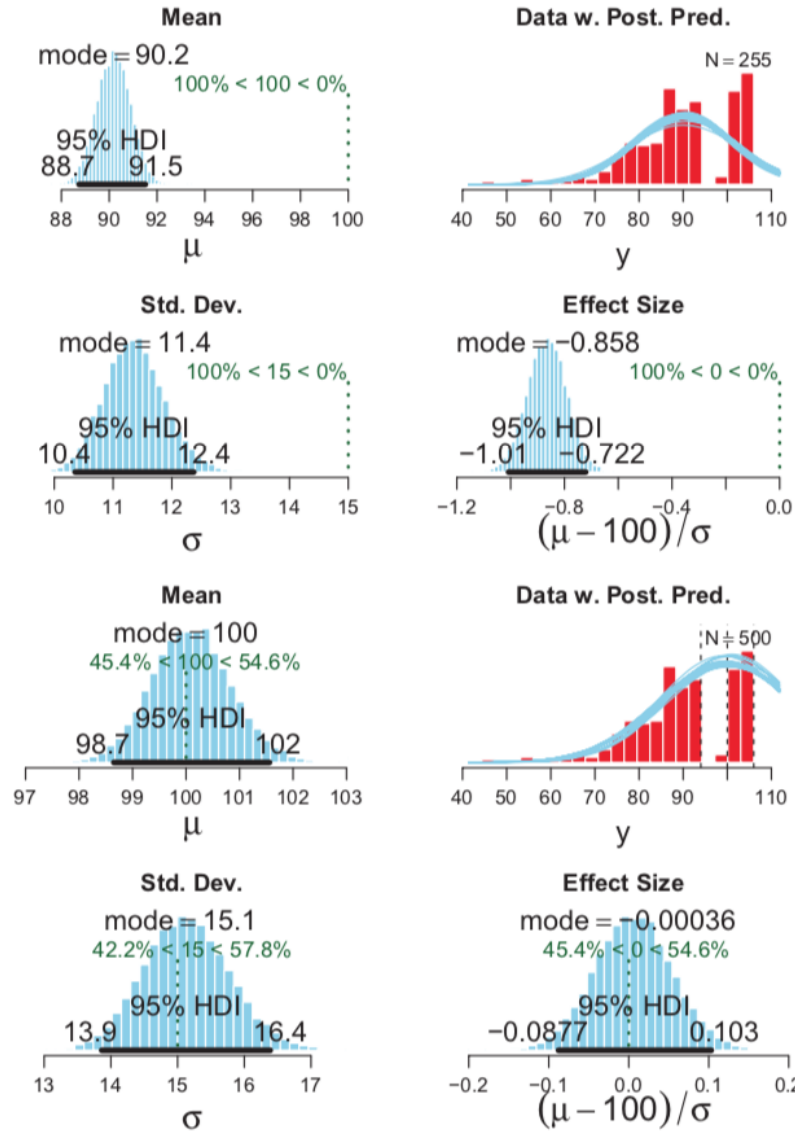 Mean
mode = 90.2
100% < 100 < 0%
95% HDI
88.7 91.5
88 90 92 94 96 98 100
μ
Data w. Post. Pred.
N = 255
40 50 60 70 80 90 110
y
Std. Dev.
mode = 11.4
100% < 15 < 0%
95% HDI
10.4 12.4
10 11 12 13 14 15
σ
Effect Size
mode = −0.858
100% < 0 < 0%
95% HDI
−1.01 −0.722
−1.2 −0.8 −0.4 0.0
(μ − 100)/σ
Mean
mode = 100
45.4% < 100 < 54.6%
95% HDI
98.7 102
97 98 99 100 101 102 103
μ
Data w. Post. Pred.
N = 500
40 50 60 70 80 90 110
y
Std. Dev.
mode = 15.1
42.2% < 15 < 57.8%
95% HDI
13.9 16.4
13 14 15 16 17
σ
Effect Size
mode = −0.00036
45.4% < 0 < 54.6%
95% HDI
−0.0877 0.103
−0.2 −0.1 0.0 0.1 0.2
(μ − 100)/σ